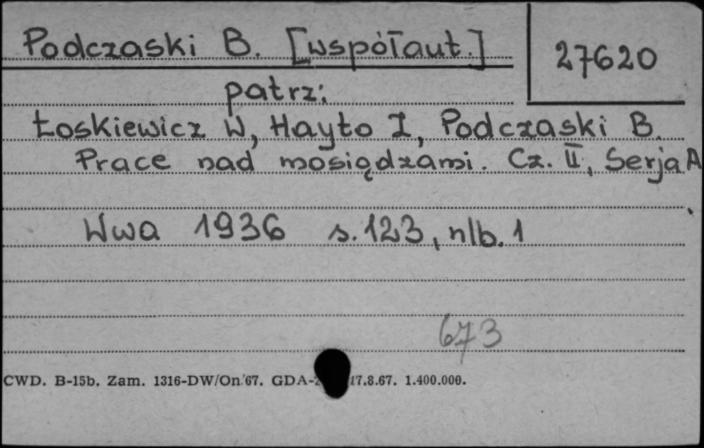 Podczaski B. [współaut.]
27620
patrz:
Łoskiewicz W, Hayto I, Podczaski B.
Prace nad mosiądzami. Cz. II, Serja A.
Wwa 1936 s. 123, nlb. 1
673
CWD. B-15b. Zam. 1316-DW/On/67. GDA- 17.8.67. 1.400.000.